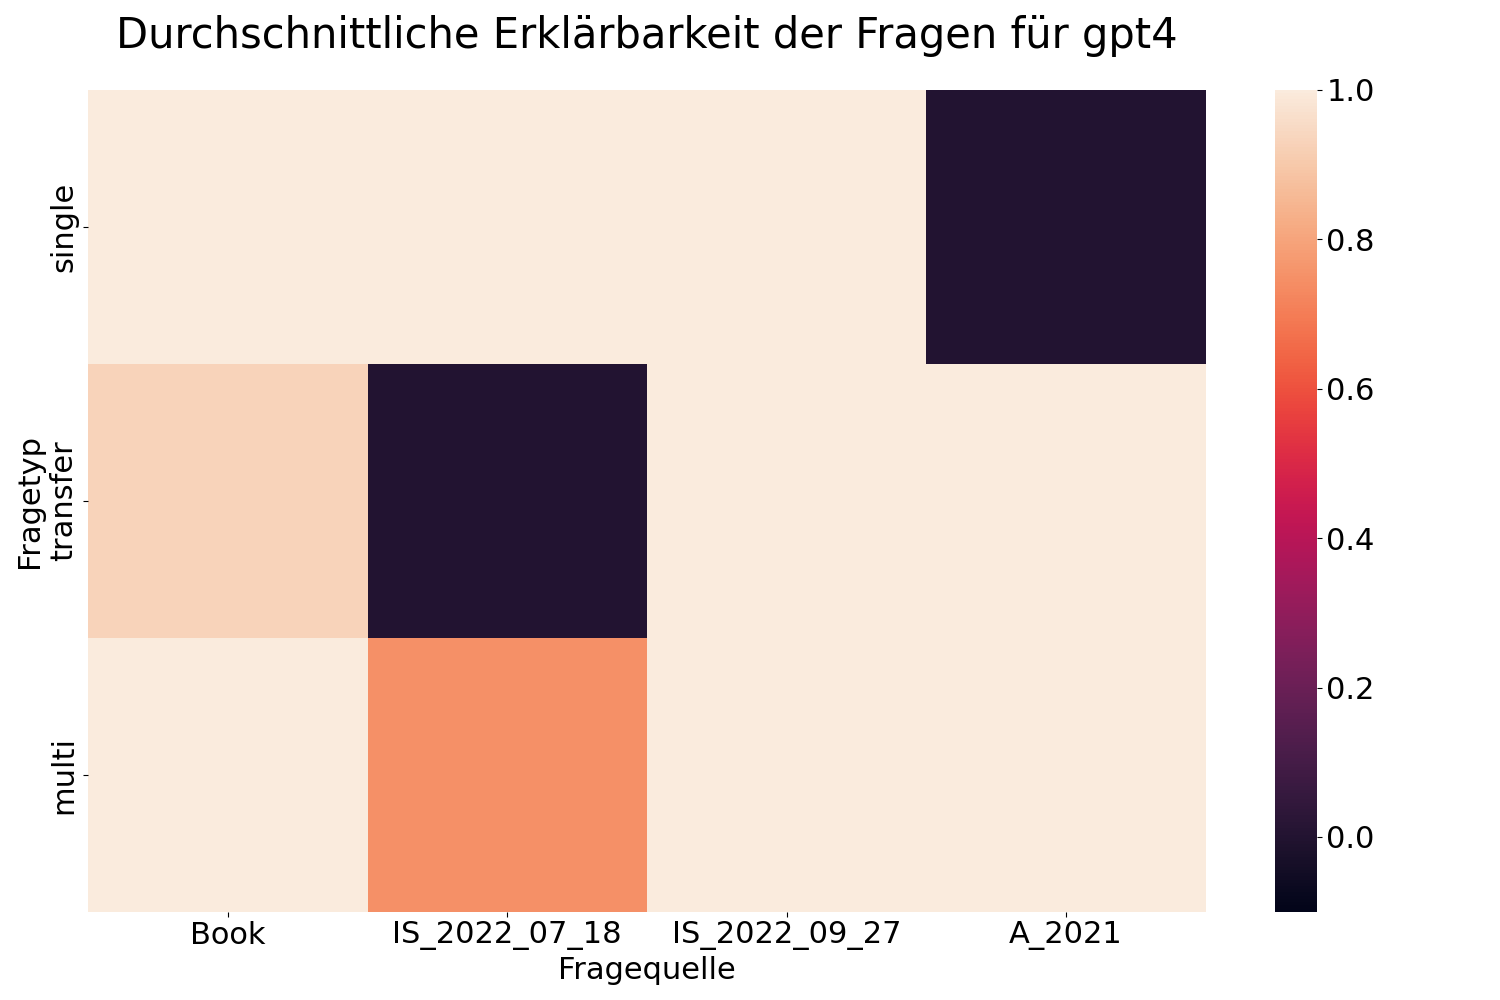 Durchschnittliche Erklärbarkeit der Fragen für gpt4
Fragetyp
single
transfer
multi
Book
IS_2022_07_18
IS_2022_09_27
A_2021
Fragequelle
1.0
0.8
0.6
0.4
0.2
0.0